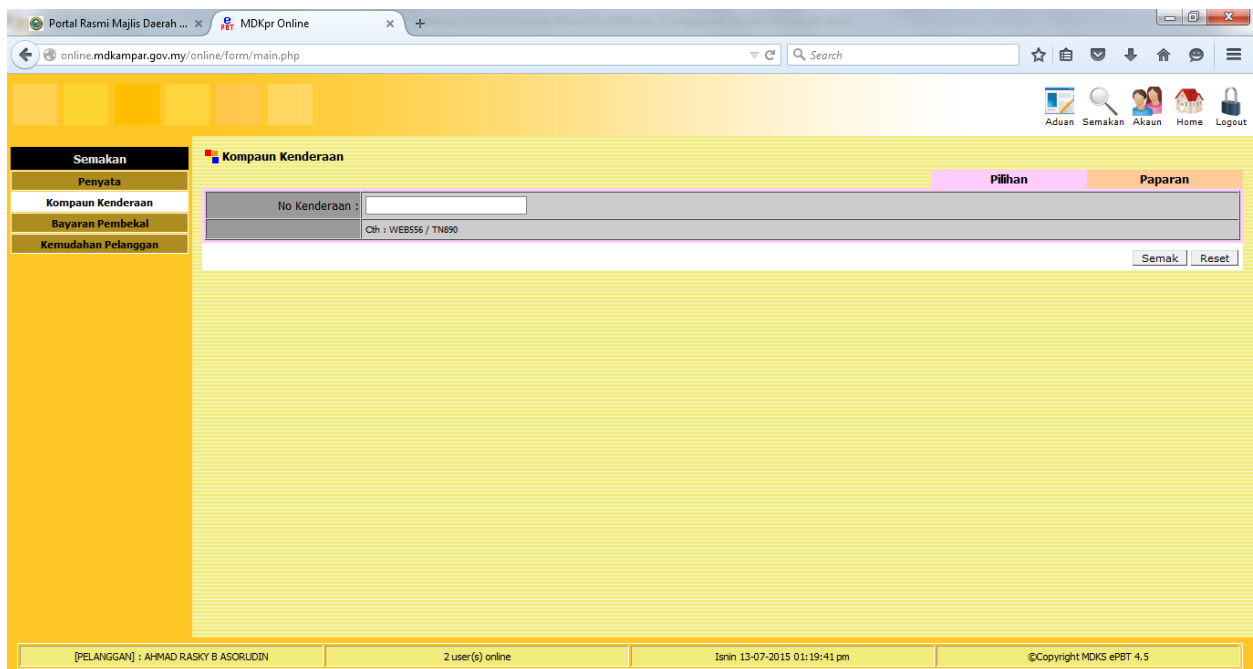 Portal Rasmi Majlis Daerah ...
e PBT MDKpr Online
online.mdkampar.gov.my/online/form/main.php
Search
Aduan Semakan Akaun Home Logout
Semakan
Penyata
Kompaun Kenderaan
Bayaran Pembekal
Kemudahan Pelanggan
Kompaun Kenderaan
Pilihan Paparan
No Kenderaan :
Cth : WEB556 / TN890
Semak Reset
[PELANGGAN] : AHMAD RASKY B ASORUDIN 2 user(s) online Isnin 13-07-2015 01:19:41 pm ©Copyright MDKS ePBT 4.5